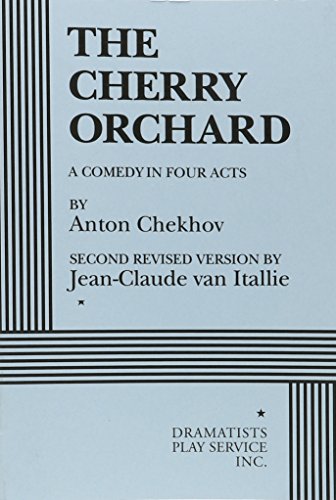 THE
CHERRY
ORCHARD
A COMEDY IN FOUR ACTS
BY
Anton Chekhov
SECOND REVISED VERSION BY
Jean-Claude van Itallie
DRAMATISTS
PLAY SERVICE
INC.